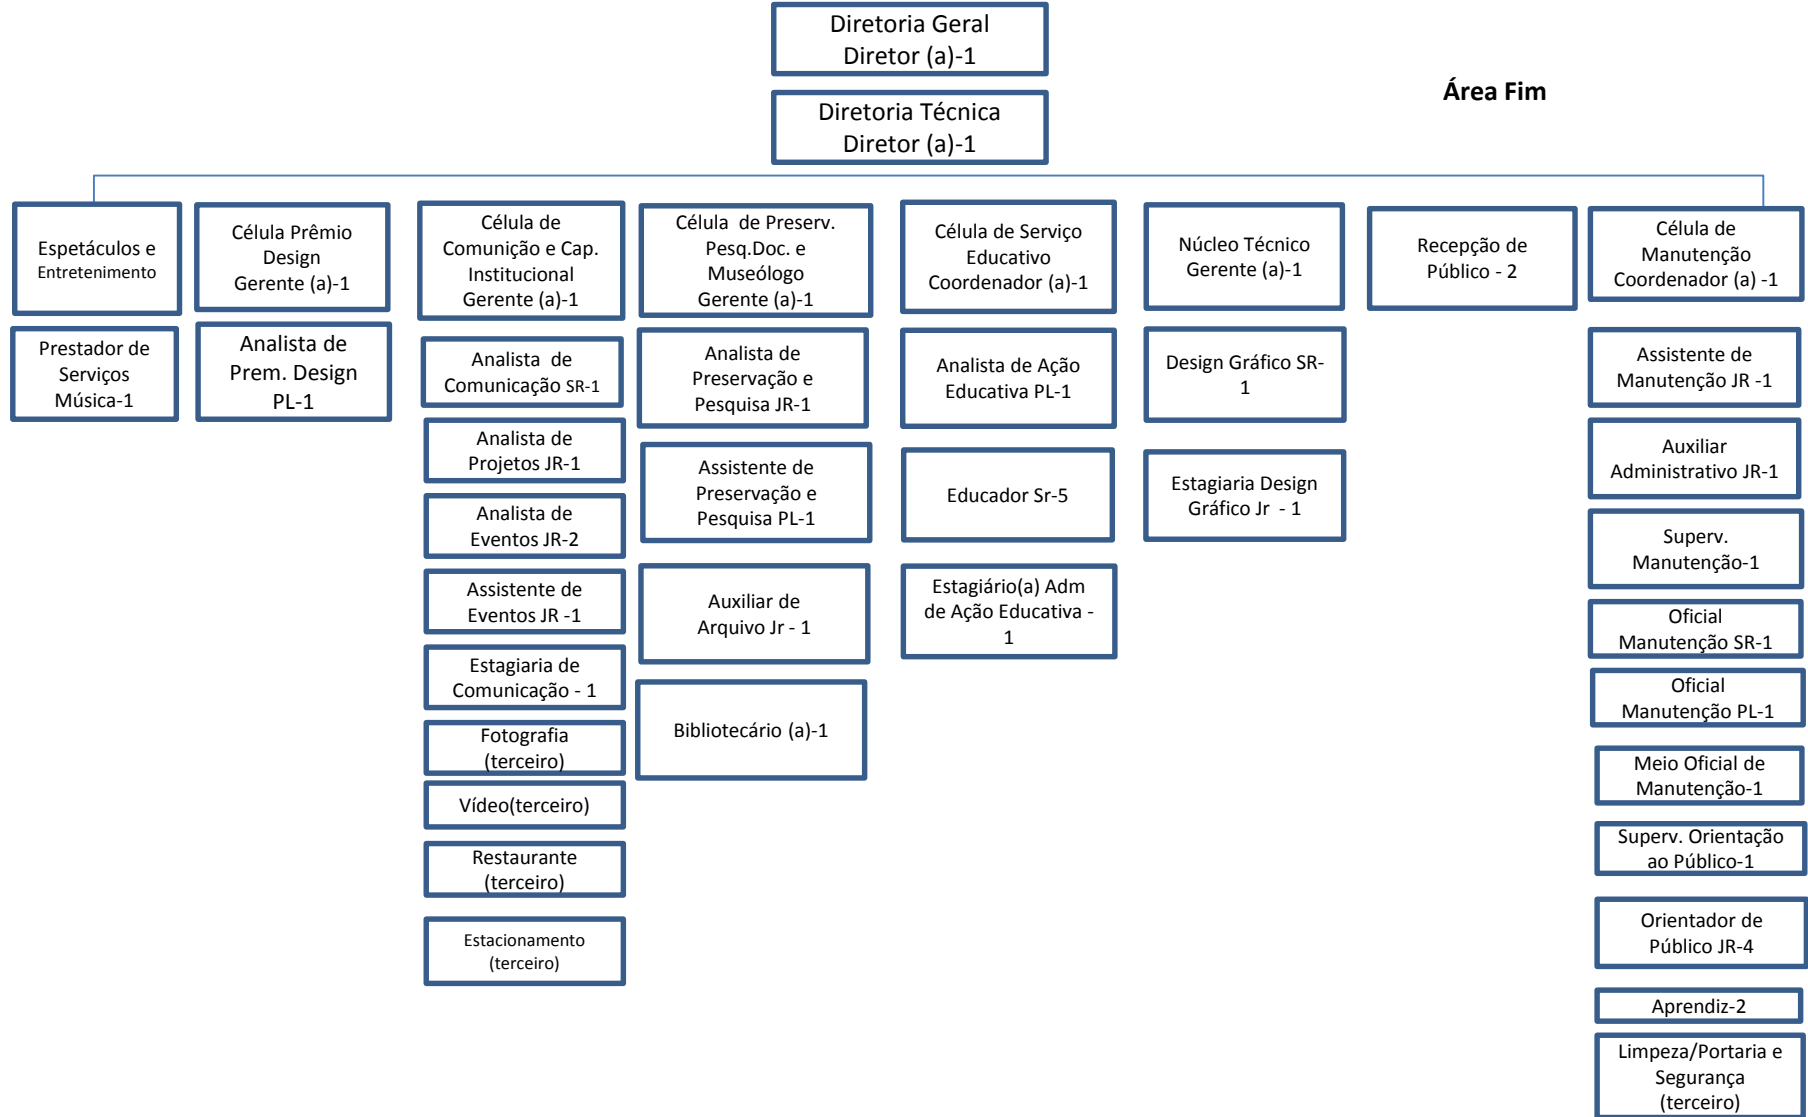 Diretoria Geral
Diretor (a)-1
Área Fim
Diretoria Técnica
Diretor (a)-1
Espetáculos e
Entretenimento
Prestador de
Serviços
Música-1
Célula Prêmio
Design
Gerente (a)-1
Analista de
Prem. Design
PL-1
Célula de
Comunição e Cap.
Institucional
Gerente (a)-1
Analista de
Comunicação SR-1
Analista de
Projetos JR-1
Analista de
Eventos JR-2
Assistente de
Eventos JR -1
Estagiaria de
Comunicação - 1
Fotografia
(terceiro)
Vídeo(terceiro)
Restaurante
(terceiro)
Estacionamento
(terceiro)
Célula de Preserv.
Pesq.Doc. e
Museólogo
Gerente (a)-1
Analista de
Preservação e
Pesquisa JR-1
Assistente de
Preservação e
Pesquisa PL-1
Auxiliar de
Arquivo Jr - 1
Bibliotecário (a)-1
Célula de Serviço
Educativo
Coordenador (a)-1
Analista de Ação
Educativa PL-1
Educador Sr-5
Estagiário(a) Adm
de Ação Educativa -
1
Núcleo Técnico
Gerente (a)-1
Design Gráfico SR-
1
Estagiaria Design
Gráfico Jr - 1
Recepção de
Público - 2
Célula de
Manutenção
Coordenador (a) -1
Assistente de
Manutenção JR -1
Auxiliar
Administrativo JR-1
Superv.
Manutenção-1
Oficial
Manutenção SR-1
Oficial
Manutenção PL-1
Meio Oficial de
Manutenção-1
Superv. Orientação
ao Público-1
Orientador de
Público JR-4
Aprendiz-2
Limpeza/Portaria e
Segurança
(terceiro)